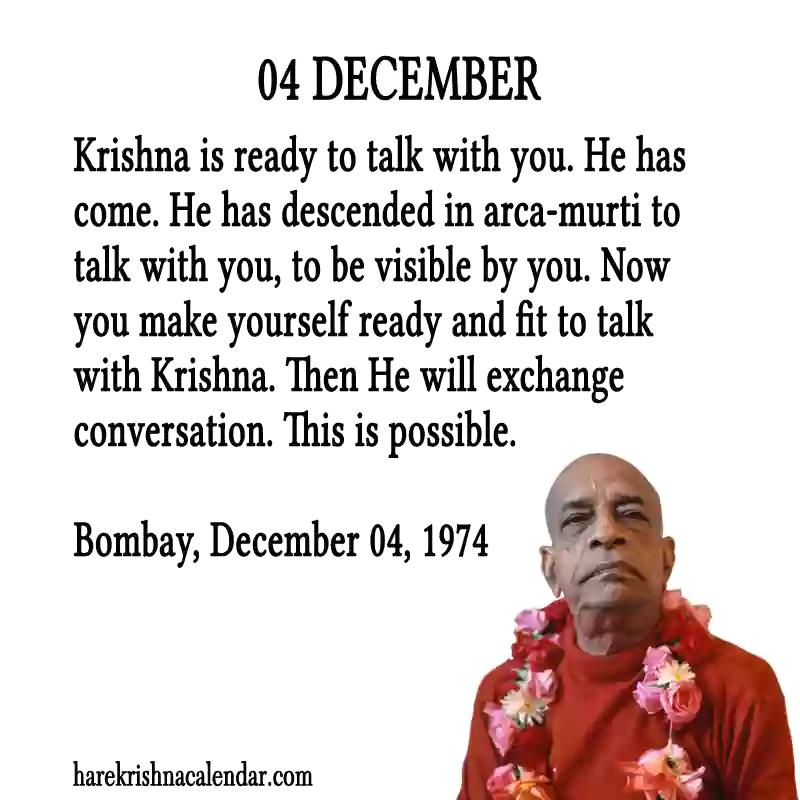 04 DECEMBER
Krishna is ready to talk with you. He has
come. He has descended in arca-murti to
talk with you, to be visible by you. Now
you make yourself ready and fit to talk
with Krishna. Then He will exchange
conversation. This is possible.
Bombay, December 04, 1974
harekrishnacalendar.com